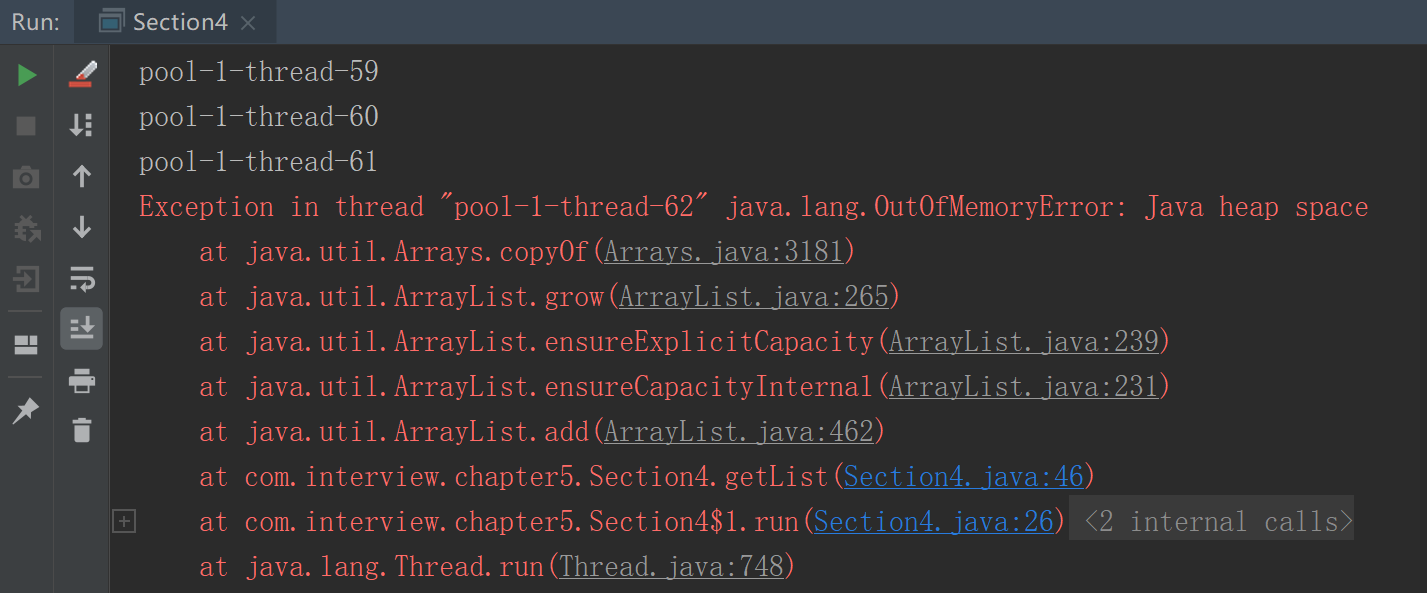 Run: Section4
pool-1-thread-59
pool-1-thread-60
pool-1-thread-61
Exception in thread "pool-1-thread-62" java.lang.OutOfMemoryError: Java heap space
at java.util.Arrays.copyOf(Arrays.java:3181)
at java.util.ArrayList.grow(ArrayList.java:265)
at java.util.ArrayList.ensureExplicitCapacity(ArrayList.java:239)
at java.util.ArrayList.ensureCapacityInternal(ArrayList.java:231)
at java.util.ArrayList.add(ArrayList.java:462)
at com.interview.chapter5.Section4.getList(Section4.java:46)
at com.interview.chapter5.Section4$1.run(Section4.java:26) <2 internal calls>
at java.lang.Thread.run(Thread.java:748)